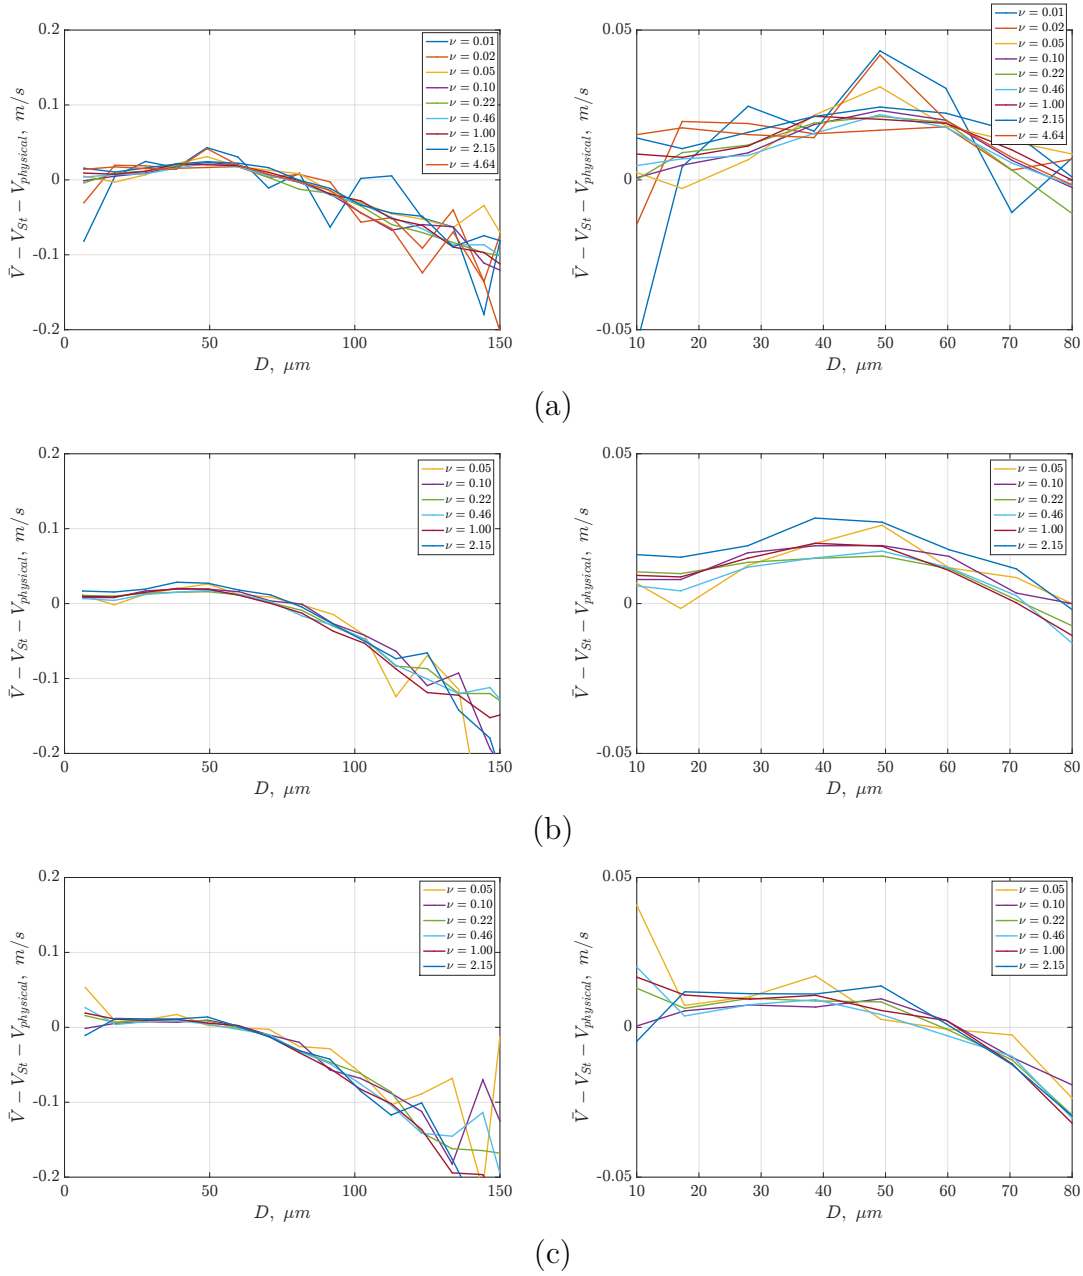 0.2
0.1
0
-0.1
-0.2
V̄ − V_St − V_physical, m/s
0
50
100
150
D, μm
ν = 0.01
ν = 0.02
ν = 0.05
ν = 0.10
ν = 0.22
ν = 0.46
ν = 1.00
ν = 2.15
ν = 4.64
0.05
0
-0.05
V̄ − V_St − V_physical, m/s
10
20
30
40
50
60
70
80
D, μm
ν = 0.01
ν = 0.02
ν = 0.05
ν = 0.10
ν = 0.22
ν = 0.46
ν = 1.00
ν = 2.15
ν = 4.64
(a)
0.2
0.1
0
-0.1
-0.2
V̄ − V_St − V_physical, m/s
0
50
100
150
D, μm
ν = 0.05
ν = 0.10
ν = 0.22
ν = 0.46
ν = 1.00
ν = 2.15
0.05
0
-0.05
V̄ − V_St − V_physical, m/s
10
20
30
40
50
60
70
80
D, μm
ν = 0.05
ν = 0.10
ν = 0.22
ν = 0.46
ν = 1.00
ν = 2.15
(b)
0.2
0.1
0
-0.1
-0.2
V̄ − V_St − V_physical, m/s
0
50
100
150
D, μm
ν = 0.05
ν = 0.10
ν = 0.22
ν = 0.46
ν = 1.00
ν = 2.15
0.05
0
-0.05
V̄ − V_St − V_physical, m/s
10
20
30
40
50
60
70
80
D, μm
ν = 0.05
ν = 0.10
ν = 0.22
ν = 0.46
ν = 1.00
ν = 2.15
(c)